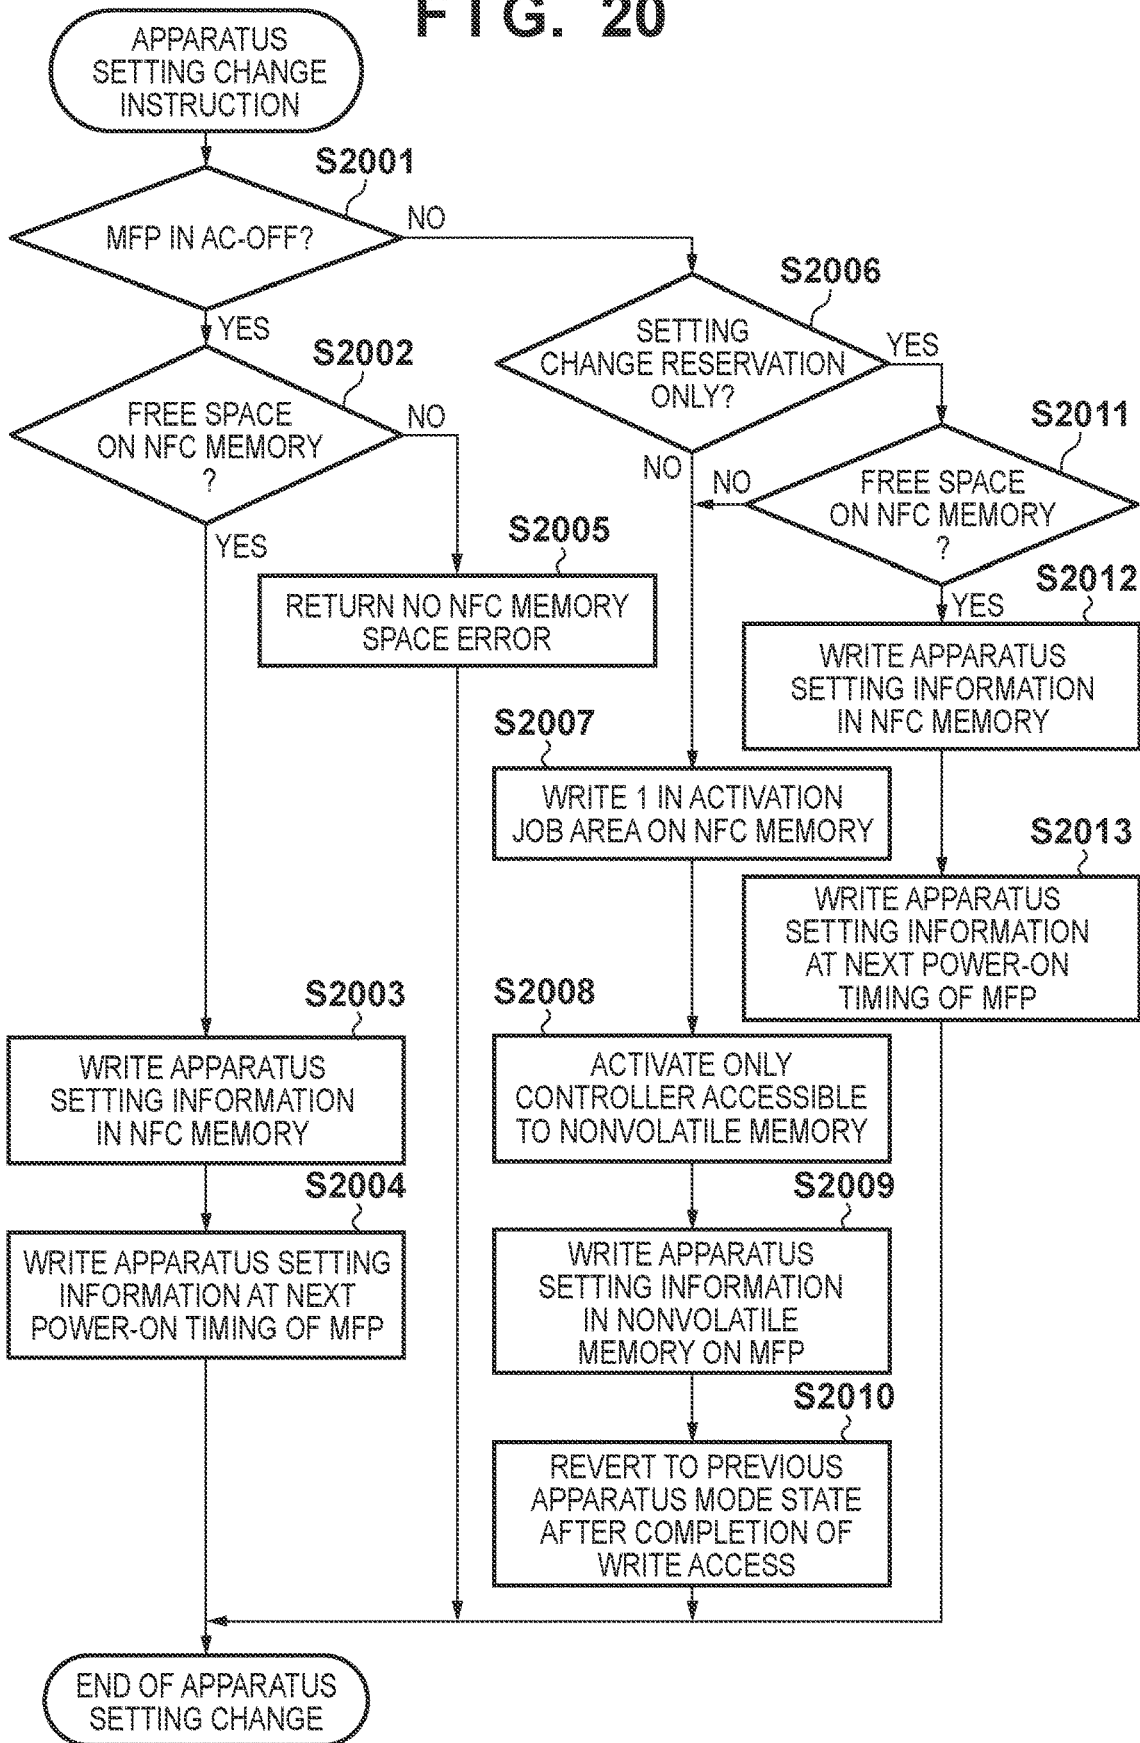 FIG. 20
APPARATUS
SETTING CHANGE
INSTRUCTION
S2001
MFP IN AC-OFF?
NO
YES
S2002
FREE SPACE
ON NFC MEMORY
?
NO
YES
S2006
SETTING
CHANGE RESERVATION
ONLY?
YES
NO
S2011
FREE SPACE
ON NFC MEMORY
?
NO
YES
S2005
RETURN NO NFC MEMORY
SPACE ERROR
S2012
WRITE APPARATUS
SETTING INFORMATION
IN NFC MEMORY
S2007
WRITE 1 IN ACTIVATION
JOB AREA ON NFC MEMORY
S2013
WRITE APPARATUS
SETTING INFORMATION
AT NEXT POWER-ON
TIMING OF MFP
S2003
WRITE APPARATUS
SETTING INFORMATION
IN NFC MEMORY
S2008
ACTIVATE ONLY
CONTROLLER ACCESSIBLE
TO NONVOLATILE MEMORY
S2004
WRITE APPARATUS SETTING
INFORMATION AT NEXT
POWER-ON TIMING OF MFP
S2009
WRITE APPARATUS
SETTING INFORMATION
IN NONVOLATILE
MEMORY ON MFP
S2010
REVERT TO PREVIOUS
APPARATUS MODE STATE
AFTER COMPLETION OF
WRITE ACCESS
END OF APPARATUS
SETTING CHANGE